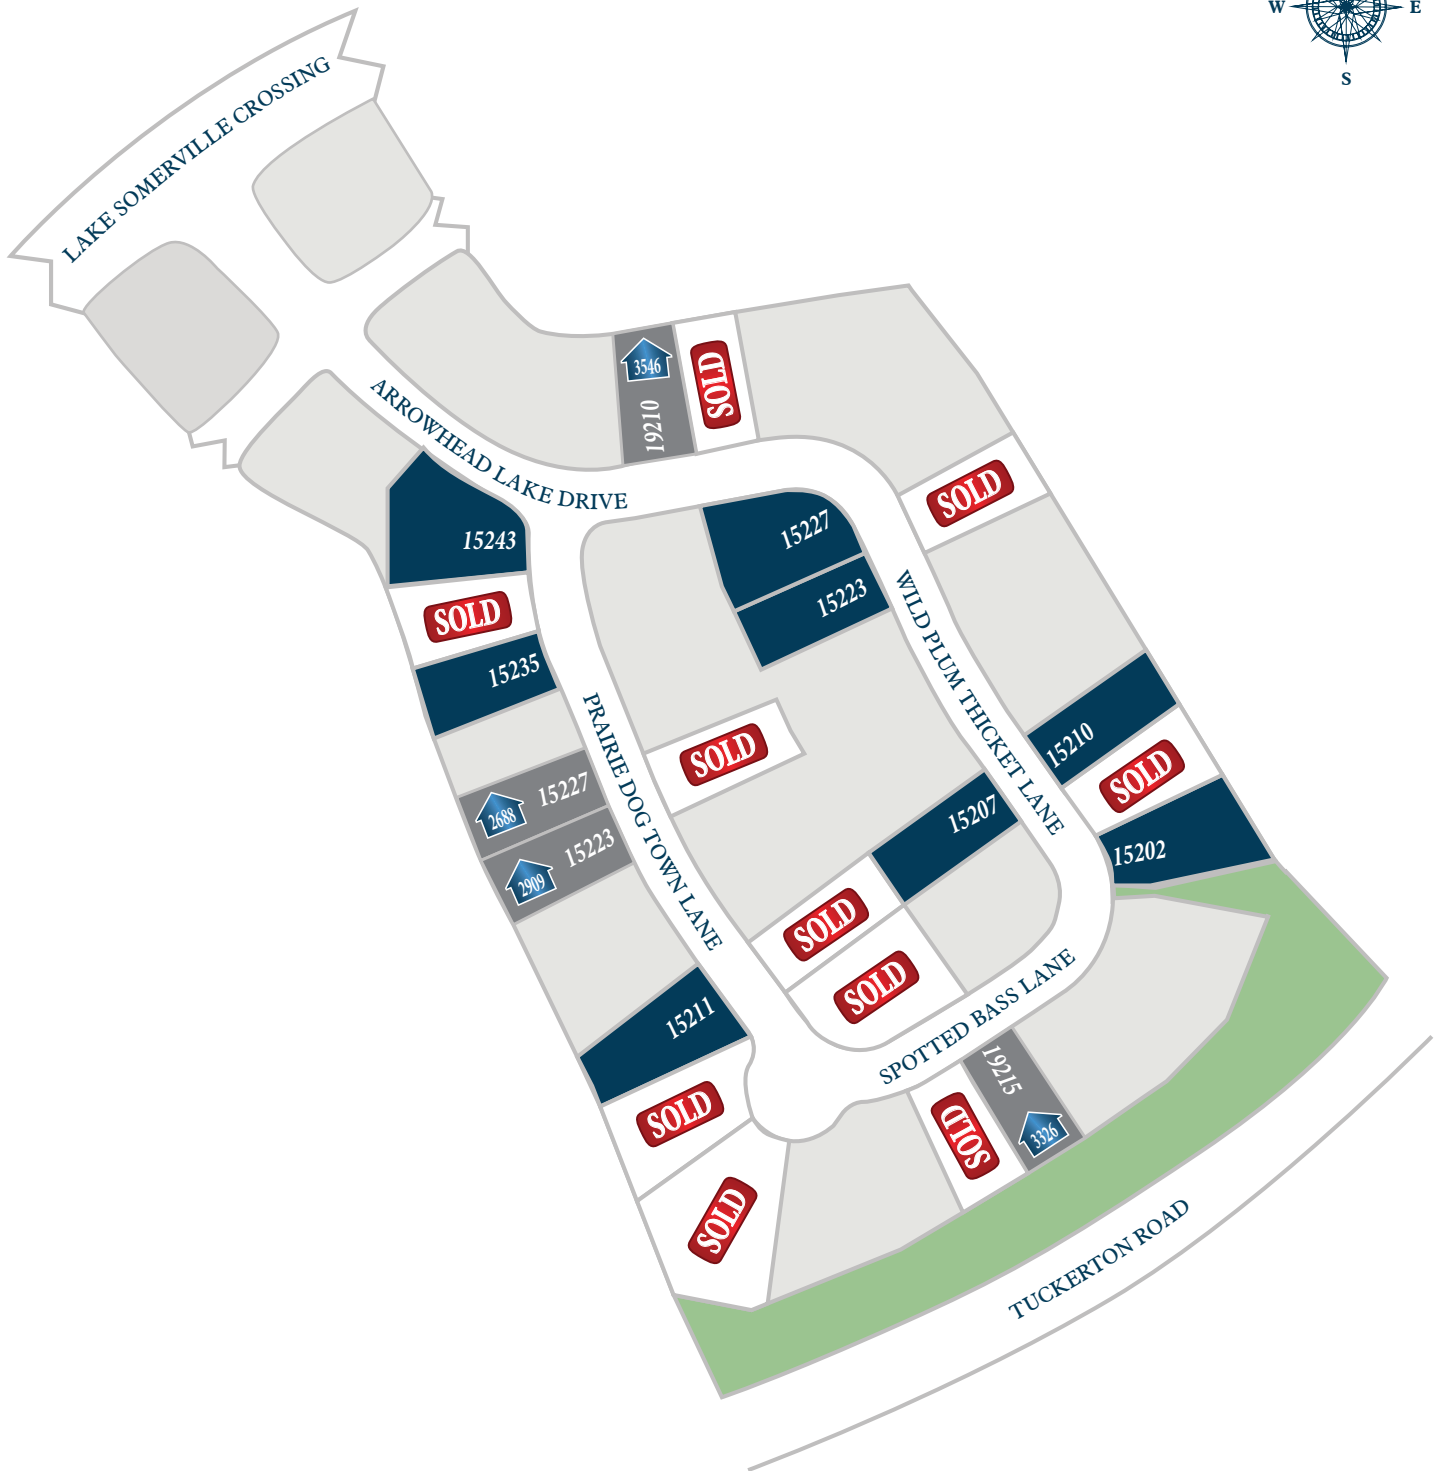 W
E
S
LAKE SOMERVILLE CROSSING
3546
19210
SOLD
ARROWHEAD LAKE DRIVE
SOLD
15243
15227
15223
SOLD
15235
WILD PLUM THICKET LANE
PRAIRIE DOG TOWN LANE
SOLD
15210
SOLD
15227
2688
15223
2909
15207
15202
SOLD
SOLD
15211
SPOTTED BASS LANE
SOLD
19215
3326
SOLD
SOLD
TUCKERTON ROAD